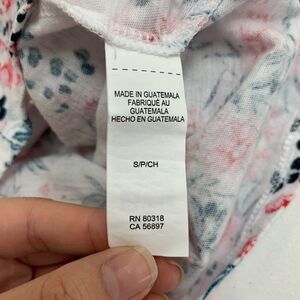 MADE IN GUATEMALA
FABRIQUÉ AU
GUATEMALA
HECHO EN GUATEMALA
S/P/CH
RN 80318
CA 56897